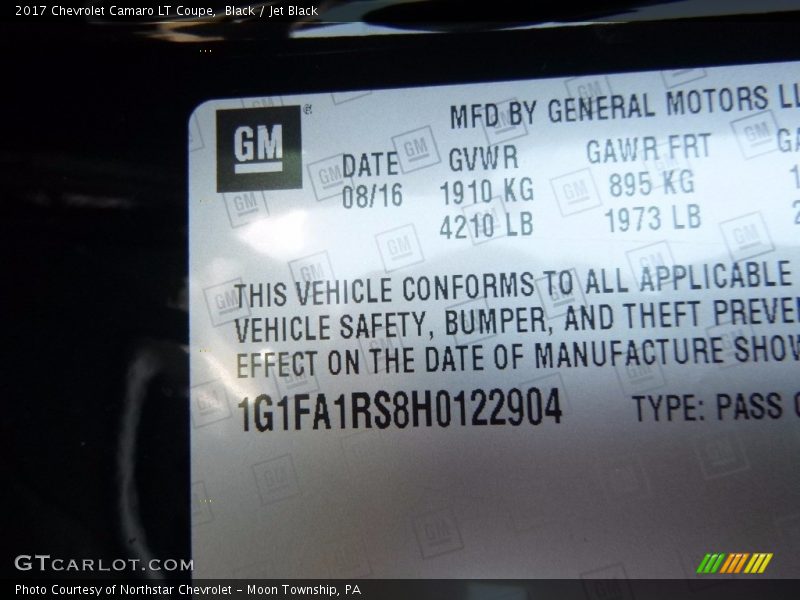 2017 Chevrolet Camaro LT Coupe, Black / Jet Black
MFD BY GENERAL MOTORS
GM ®
DATE GVWR GAWR FRT
08/16 1910 KG 895 KG
4210 LB 1973 LB
THIS VEHICLE CONFORMS TO ALL APPLICABLE
VEHICLE SAFETY, BUMPER, AND THEFT
EFFECT ON THE DATE OF MANUFACTURE
1G1FA1RS8H0122904 TYPE: PASS
GTcarlot.com
Photo Courtesy of Northstar Chevrolet - Moon Township, PA